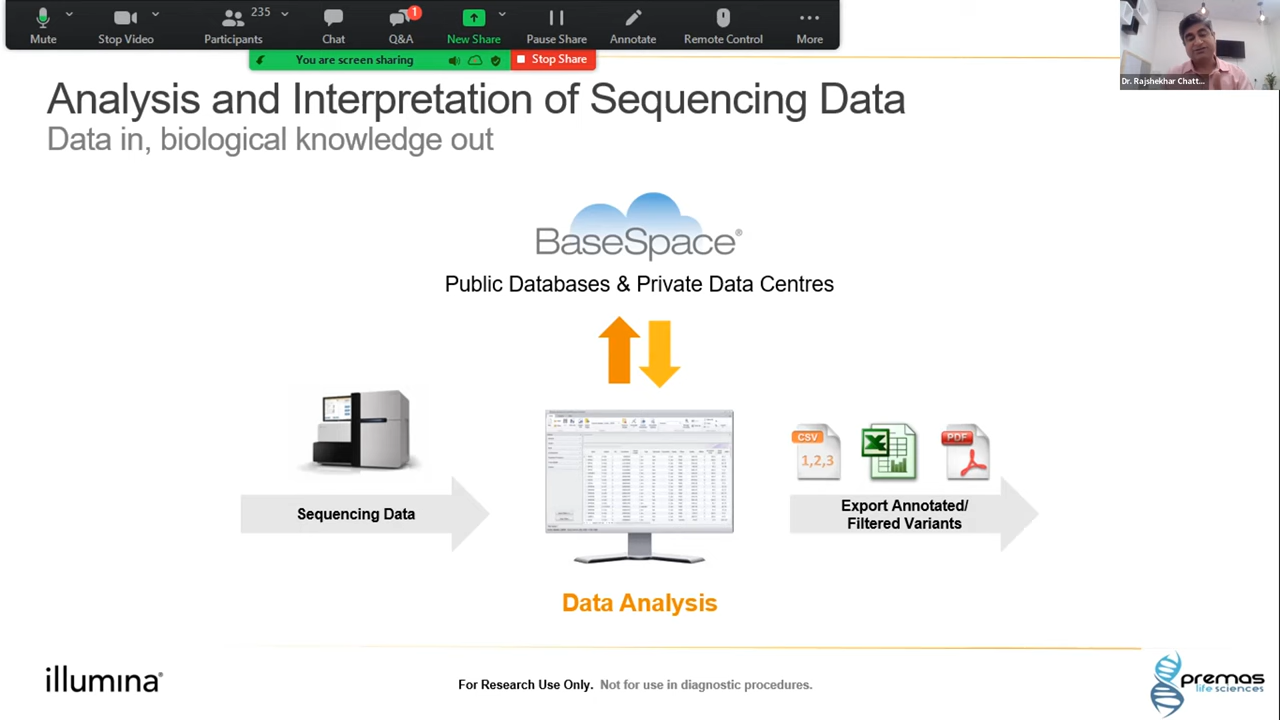 235
1
Mute
Stop Video
Participants
Chat
Q&A
New Share
Pause Share
Annotate
Remote Control
More
You are screen sharing
Stop Share
Dr. Rajshekhar Chatt...
Analysis and Interpretation of Sequencing Data
Data in, biological knowledge out
BaseSpace®
Public Databases & Private Data Centres
CSV
1,2,3
PDF
Sequencing Data
Export Annotated/
Filtered Variants
Data Analysis
illumina®
For Research Use Only. Not for use in diagnostic procedures.
premas
life sciences